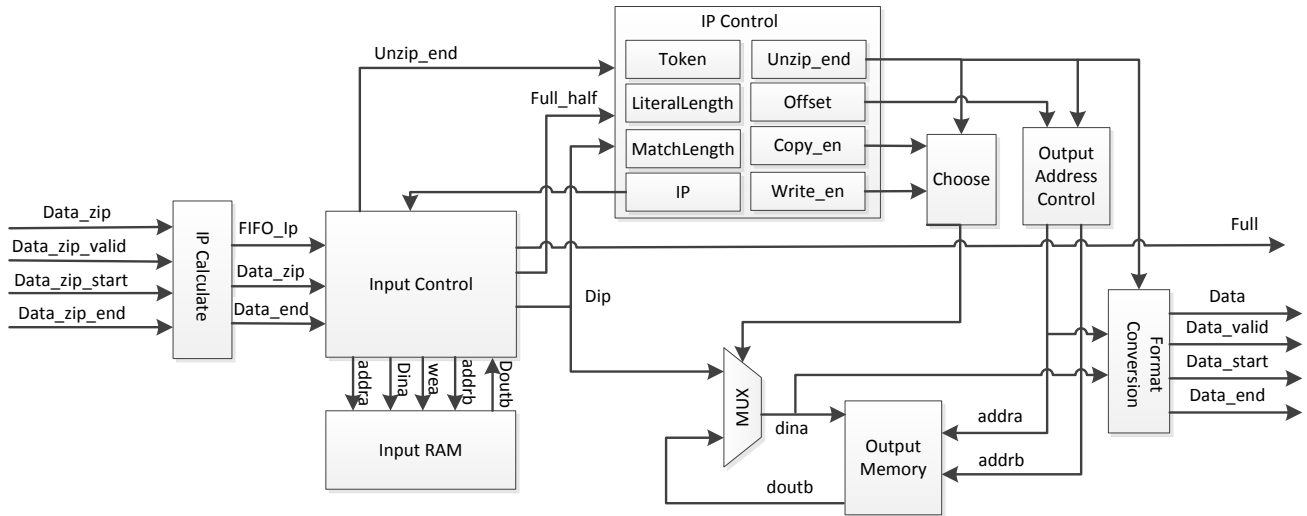 IP Control
Unzip_end
Token
Unzip_end
Full_half
LiteralLength
Offset
MatchLength
Copy_en
Choose
Output
Address
Control
IP
Write_en
Data_zip
Data_zip_valid
Data_zip_start
Data_zip_end
IP Calculate
FIFO_Ip
Data_zip
Data_end
Input Control
Full
Dip
addra
Dina
wea
addrb
Doutb
Input RAM
MUX
dina
doutb
Output
Memory
addra
addrb
Format
Conversion
Data
Data_valid
Data_start
Data_end